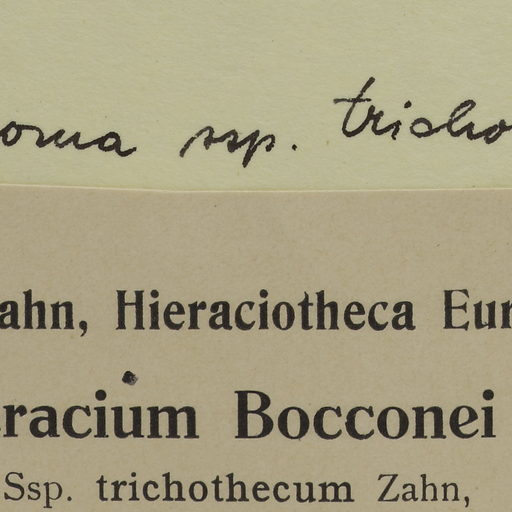 oma ssp. tricho
ahn, Hieraciotheca Eur
racium Bocconei
Ssp. trichothecum Zahn,